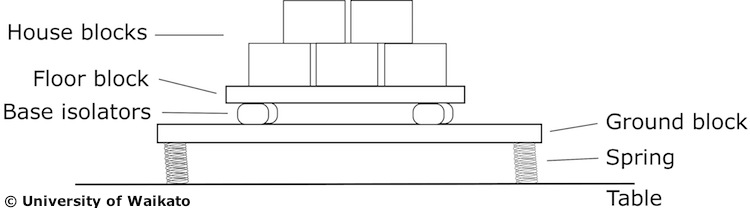 House blocks
Floor block
Base isolators
Ground block
Spring
Table
© University of Waikato